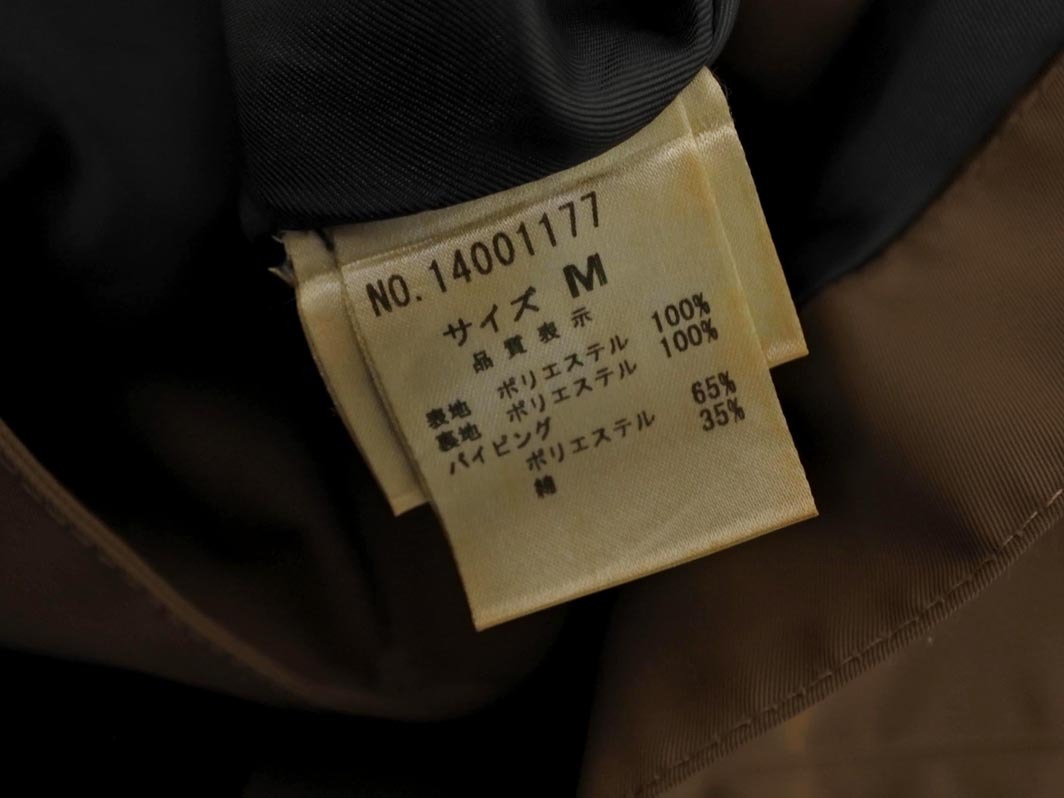 NO.14001177
サイズ M
品質表示
表地 ポリエステル 100%
裏地 ポリエステル 100%
パイピング
ポリエステル 65%
綿 35%